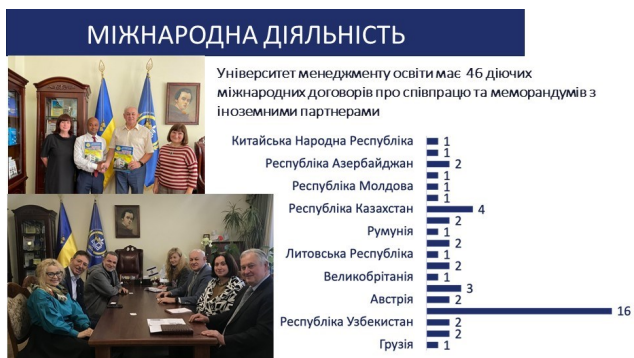 МІЖНАРОДНА ДІЯЛЬНІСТЬ
Університет менеджменту освіти має 46 діючих
міжнародних договорів про співпрацю та меморандумів з
іноземними партнерами
Китайська Народна Республіка 1
1
Республіка Азербайджан 2
1
Республіка Молдова 1
1
Республіка Казахстан 4
2
Румунія 1
2
Литовська Республіка 1
2
Великобританія 1
3
Австрія 2
16
Республіка Узбекистан 2
2
Грузія 1